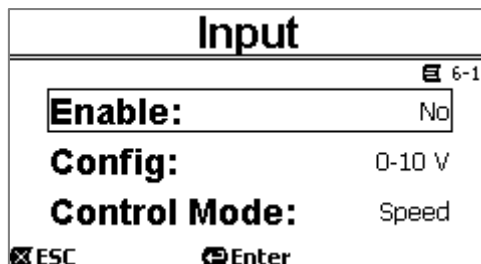 Input
6-1
Enable: No
Config: 0-10 V
Control Mode: Speed
ESC Enter